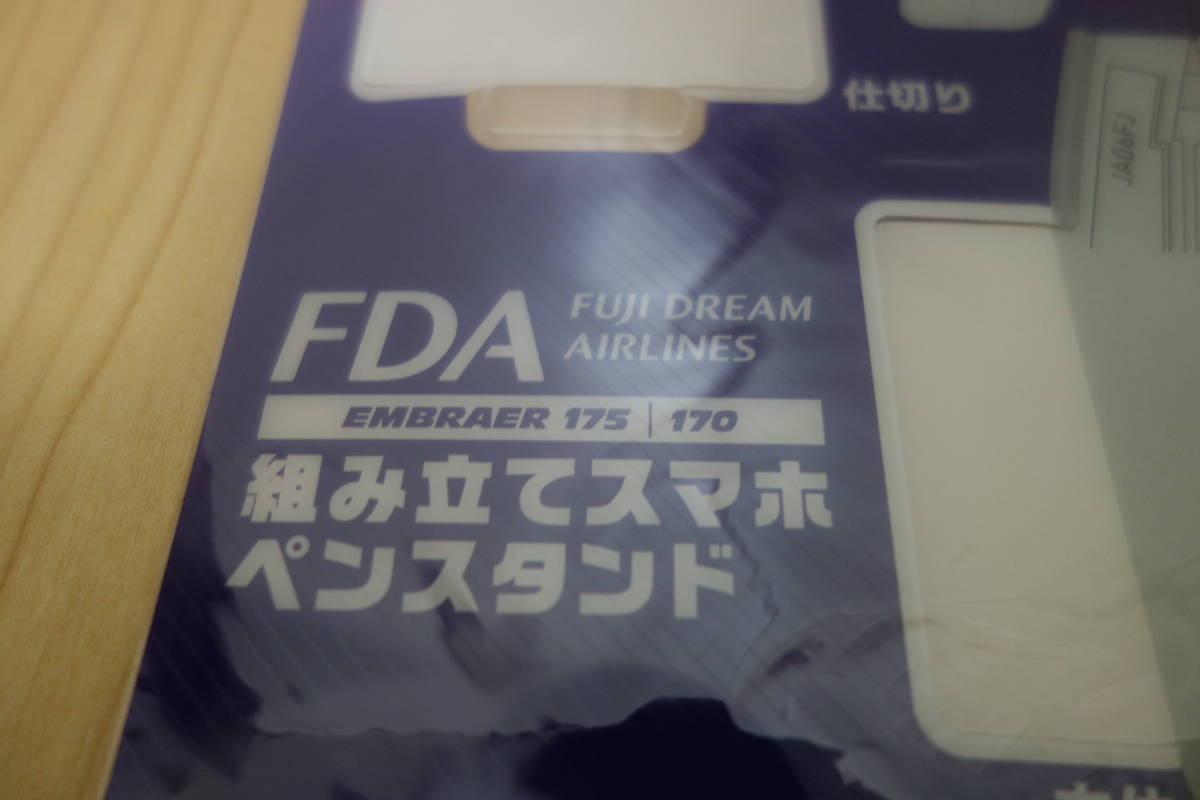 仕切り
JA06FJ
FDA
FUJI DREAM
AIRLINES
EMBRAER 175 | 170
組み立てスマホ
ペンスタンド